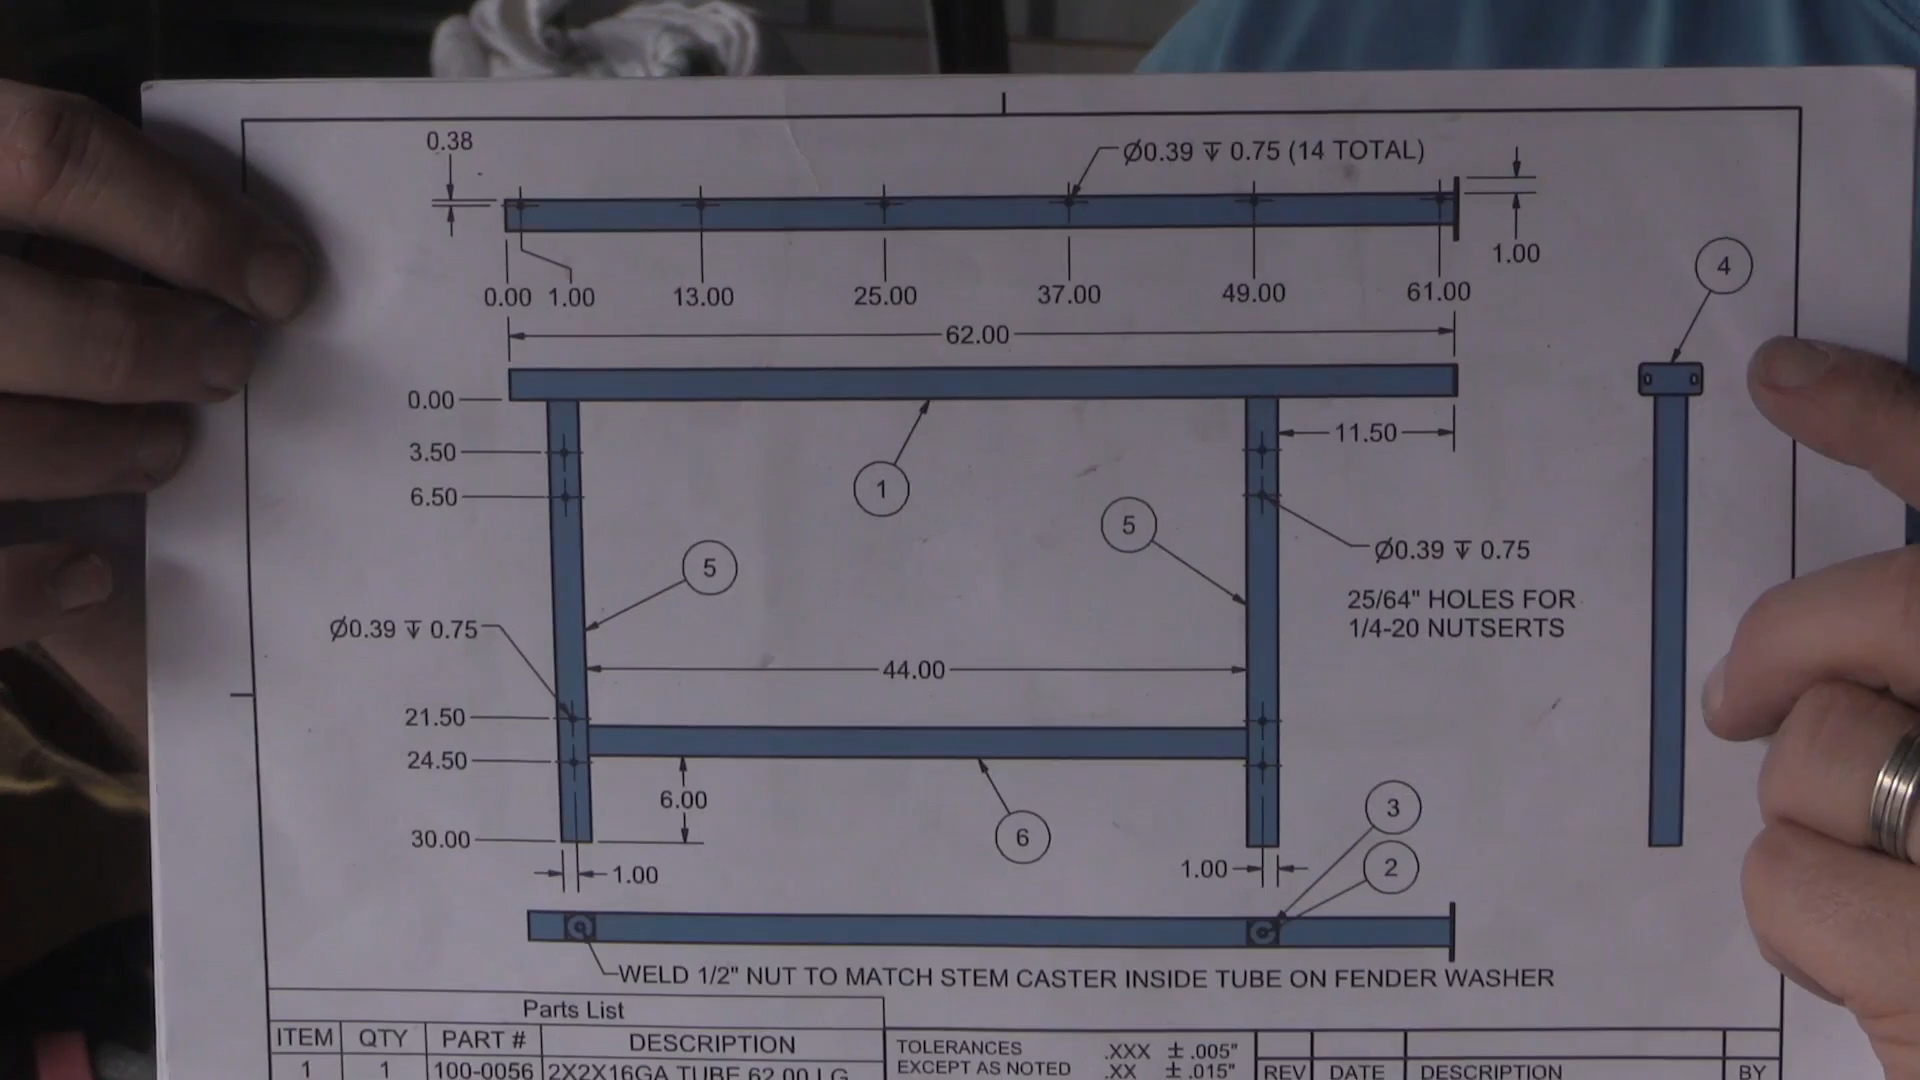 0.38
Ø0.39 ↧ 0.75 (14 TOTAL)
1.00
0.00 1.00 13.00 25.00 37.00 49.00 61.00
62.00
4
0.00
11.50
3.50
1
6.50
5
5
Ø0.39 ↧ 0.75
25/64" HOLES FOR
1/4-20 NUTSERTS
Ø0.39 ↧ 0.75
44.00
21.50
24.50
6.00
3
30.00
6
2
1.00
1.00
WELD 1/2" NUT TO MATCH STEM CASTER INSIDE TUBE ON FENDER WASHER
Parts List
ITEM QTY PART # DESCRIPTION
1 1 100-0056 2X2X16GA TUBE 62.00 LG
TOLERANCES .XXX ± .005"
EXCEPT AS NOTED .XX ± .015"
REV DATE DESCRIPTION BY